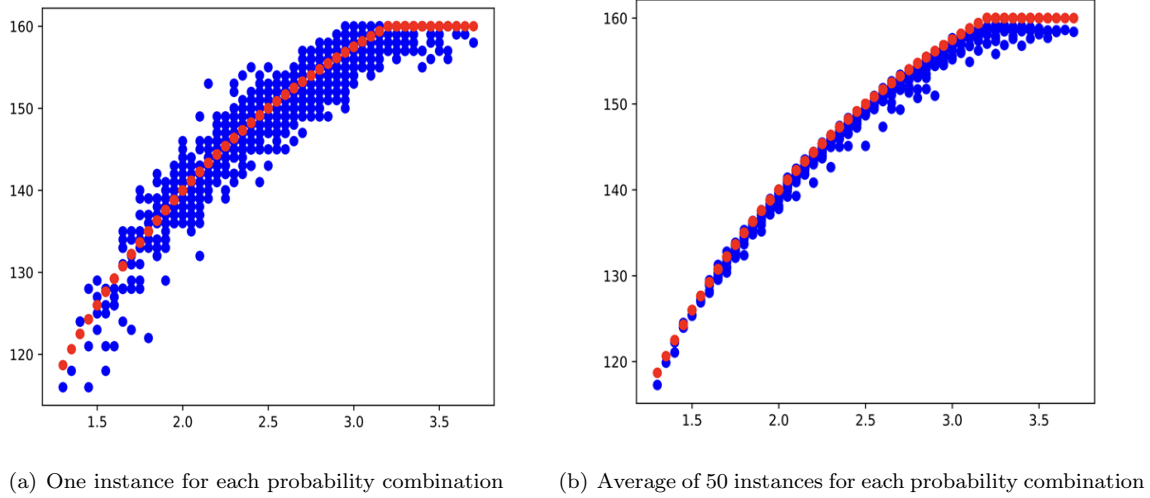 160
150
140
130
120
1.5 2.0 2.5 3.0 3.5
160
150
140
130
120
1.5 2.0 2.5 3.0 3.5
(a) One instance for each probability combination
(b) Average of 50 instances for each probability combination